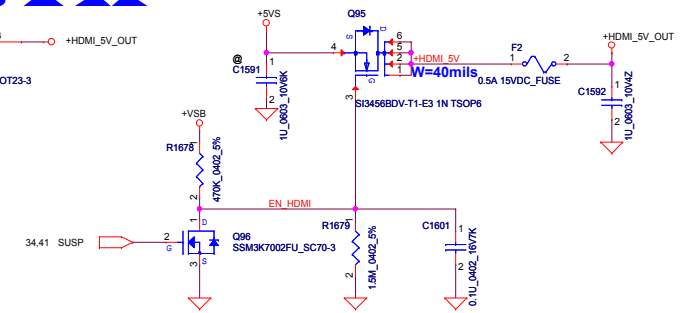 +5VS
Q95
+HDMI_5V_OUT
+HDMI_5V_OUT
OT23-3
@
C1591
1
2
1U_0603_10V6K
4
D
S
G
3
6
5
2
1
+HDMI_5V
W=40mils
SI3456BDV-T1-E3 1N TSOP6
F2
1
2
0.5A 15VDC_FUSE
C1592
1
2
1U_0603_10V4Z
+VSB
R1678
1
2
470K_0402_5%
EN_HDMI
34,41 SUSP
2
G
1
D
3
S
Q96
SSM3K7002FU_SC70-3
R1679
1
2
1.5M_0402_5%
C1601
1
2
0.1U_0402_16V7K